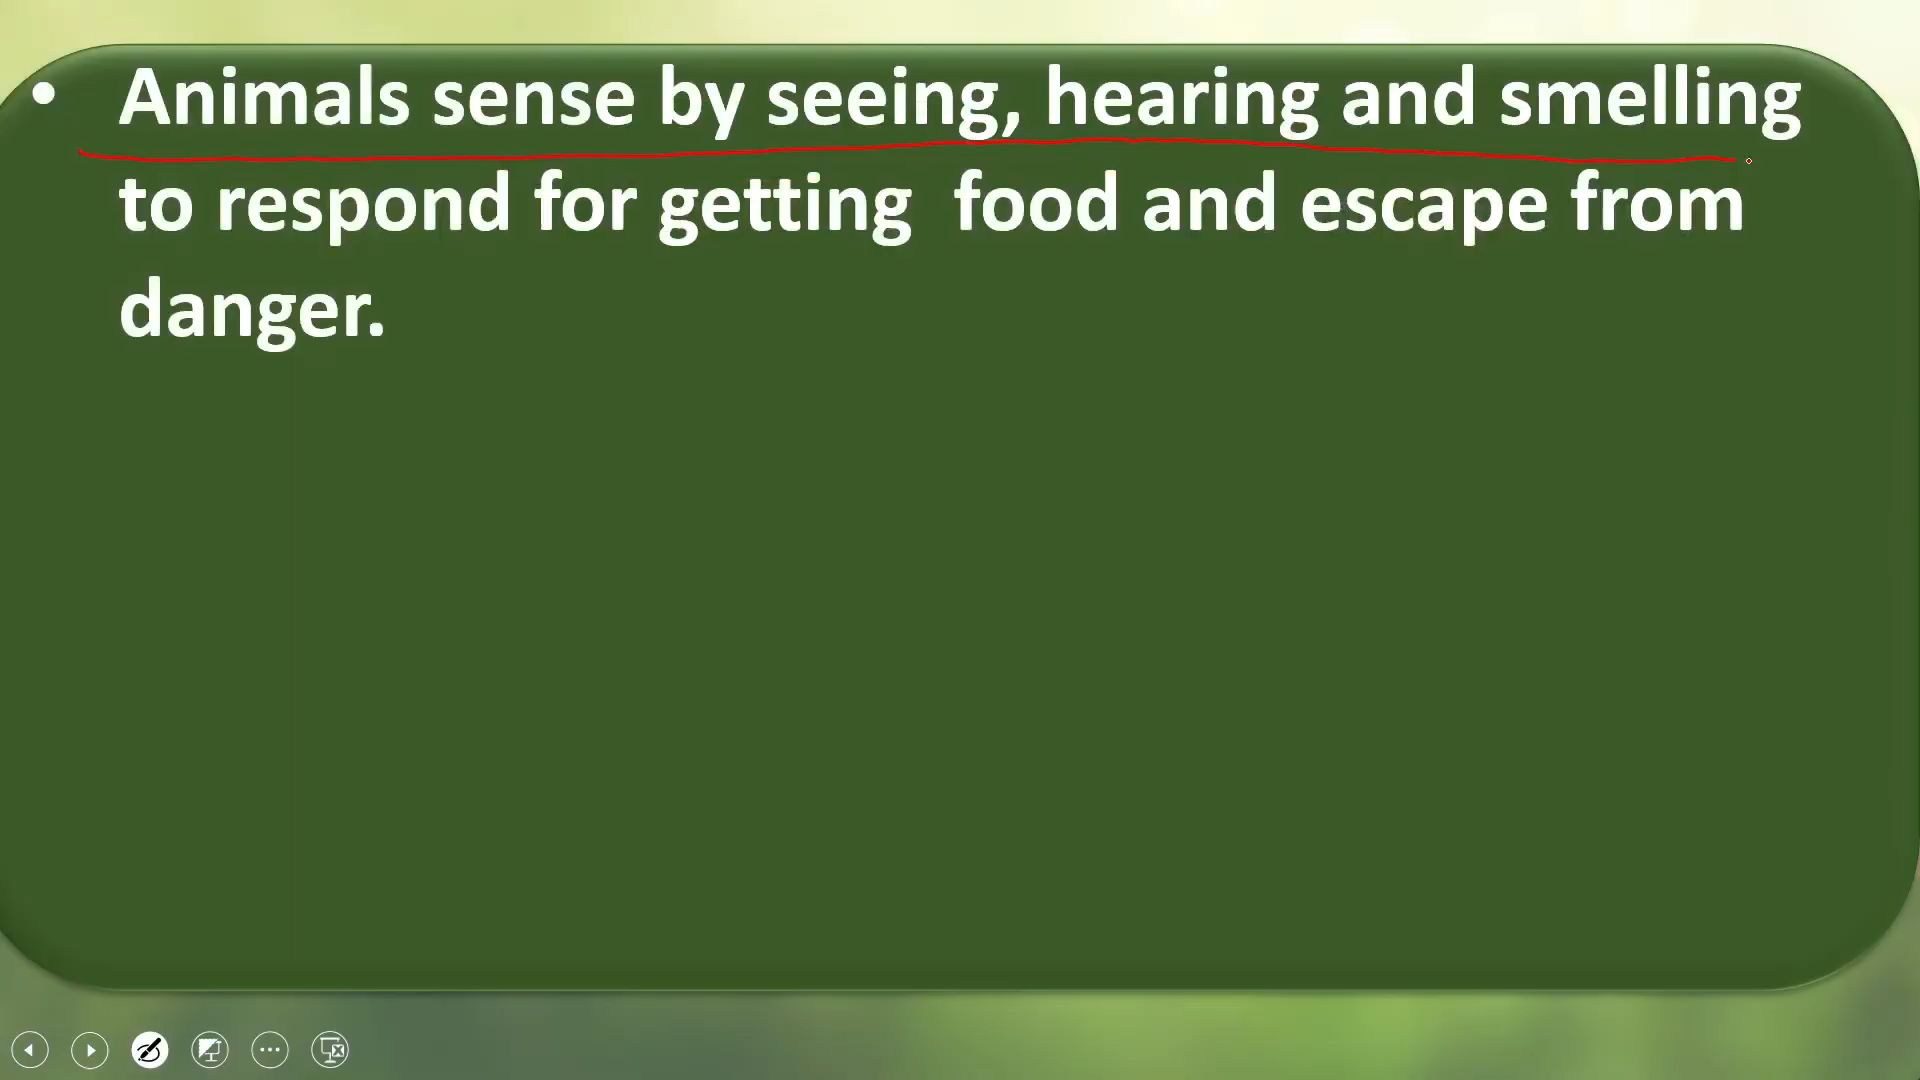 • Animals sense by seeing, hearing and smelling
to respond for getting  food and escape from
danger.